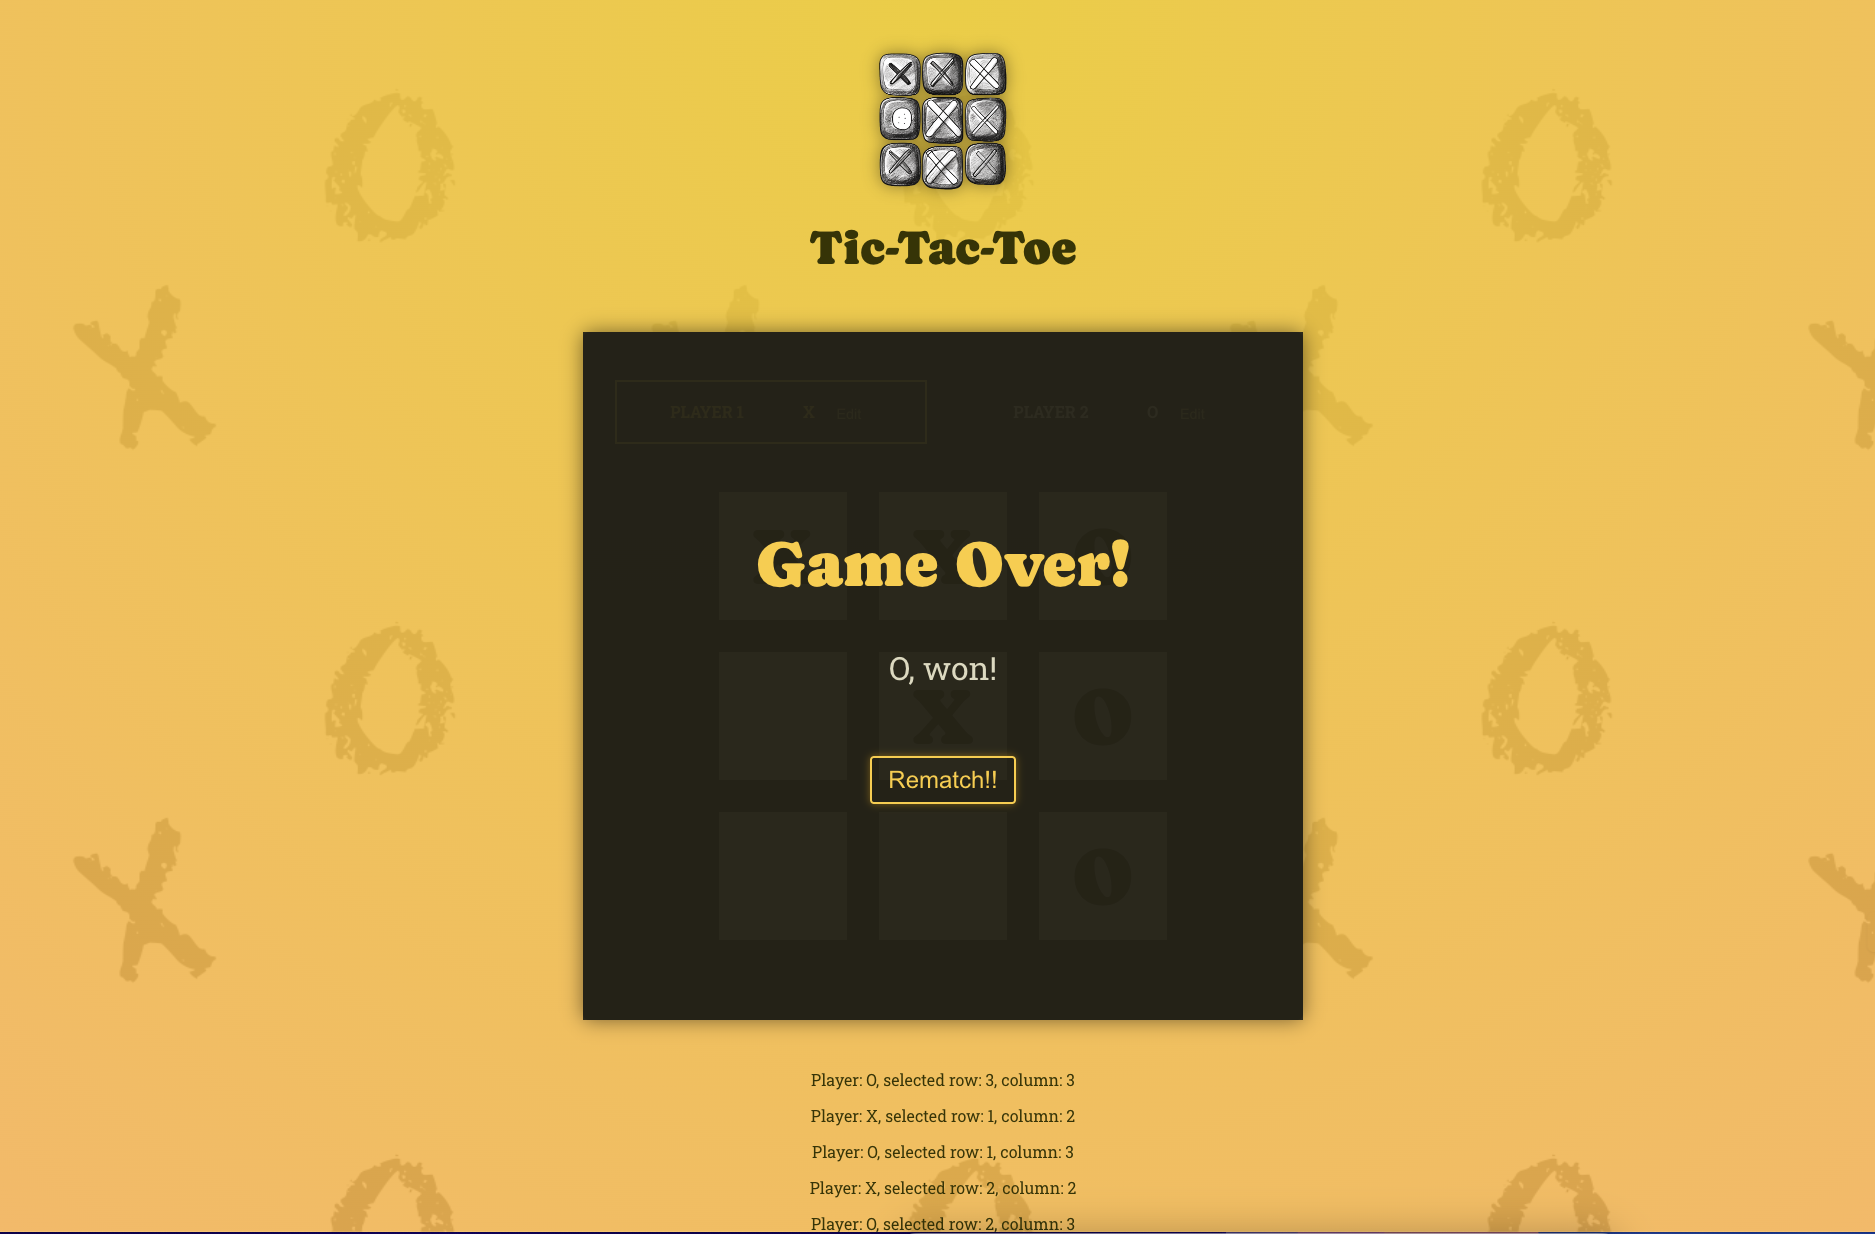 Tic-Tac-Toe
PLAYER 1 X Edit PLAYER 2 O Edit
X X O
Game Over!
O, won!
X O
Rematch!!
O
Player: O, selected row: 3, column: 3
Player: X, selected row: 1, column: 2
Player: O, selected row: 1, column: 3
Player: X, selected row: 2, column: 2
Player: O, selected row: 2, column: 3